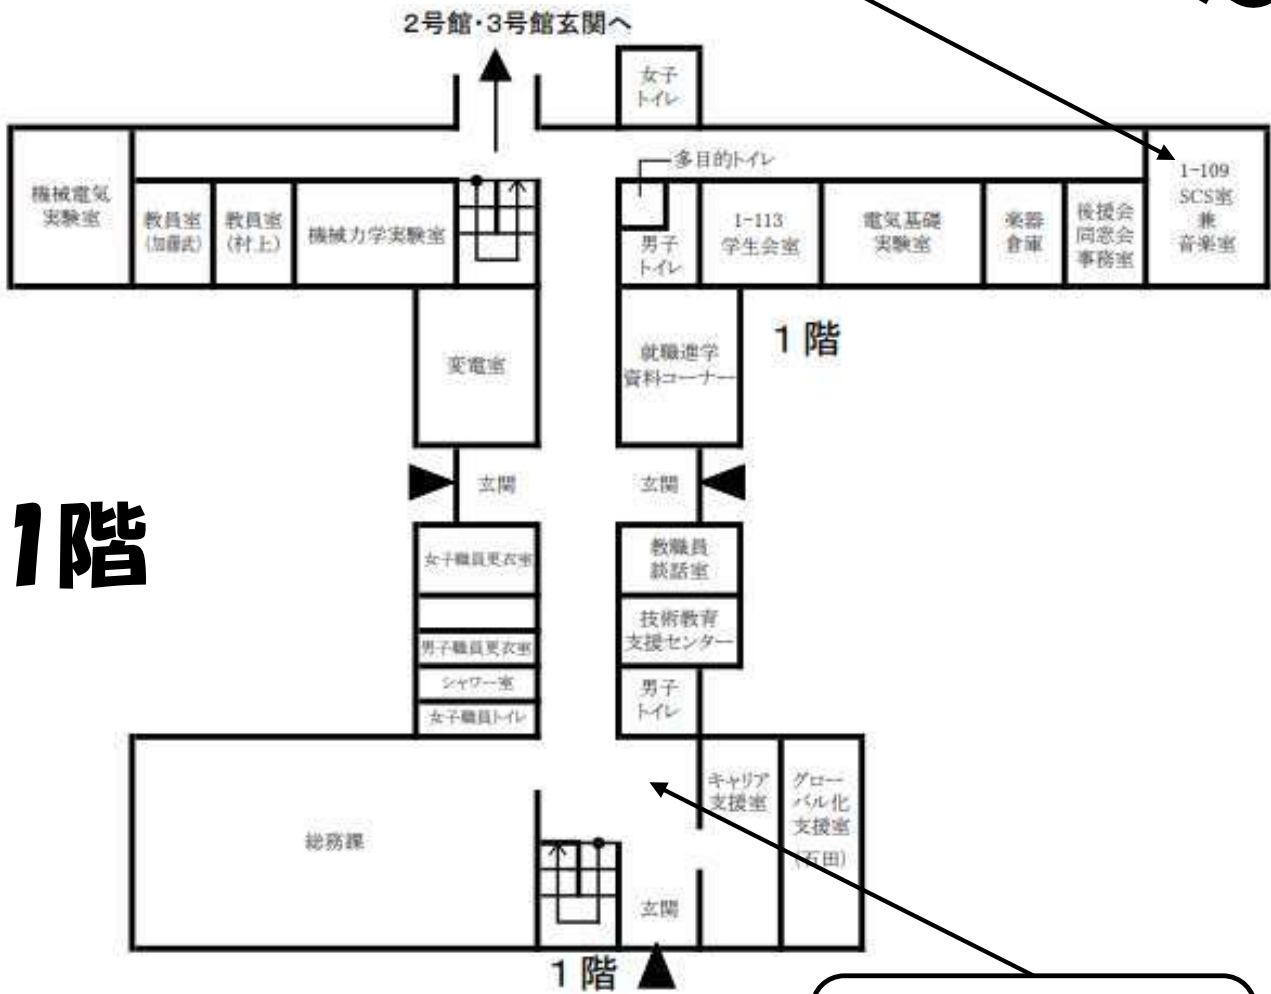 2号館・3号館玄関へ
女子
トイレ
多目的トイレ
機械電気
実験室
教員室
(加藤武)
教員室
(村上)
機械力学実験室
男子
トイレ
1-113
学生会室
電気基礎
実験室
楽器
倉庫
後援会
同窓会
事務室
1-109
SCS室
兼
音楽室
変電室
就職進学
資料コーナー
1階
玄関
玄関
1階
女子職員更衣室
教職員
談話室
男子職員更衣室
技術教育
支援センター
シャワー室
女子職員トイレ
男子
トイレ
総務課
キャリア
支援室
グロー
バル化
支援室
(石田)
玄関
1階